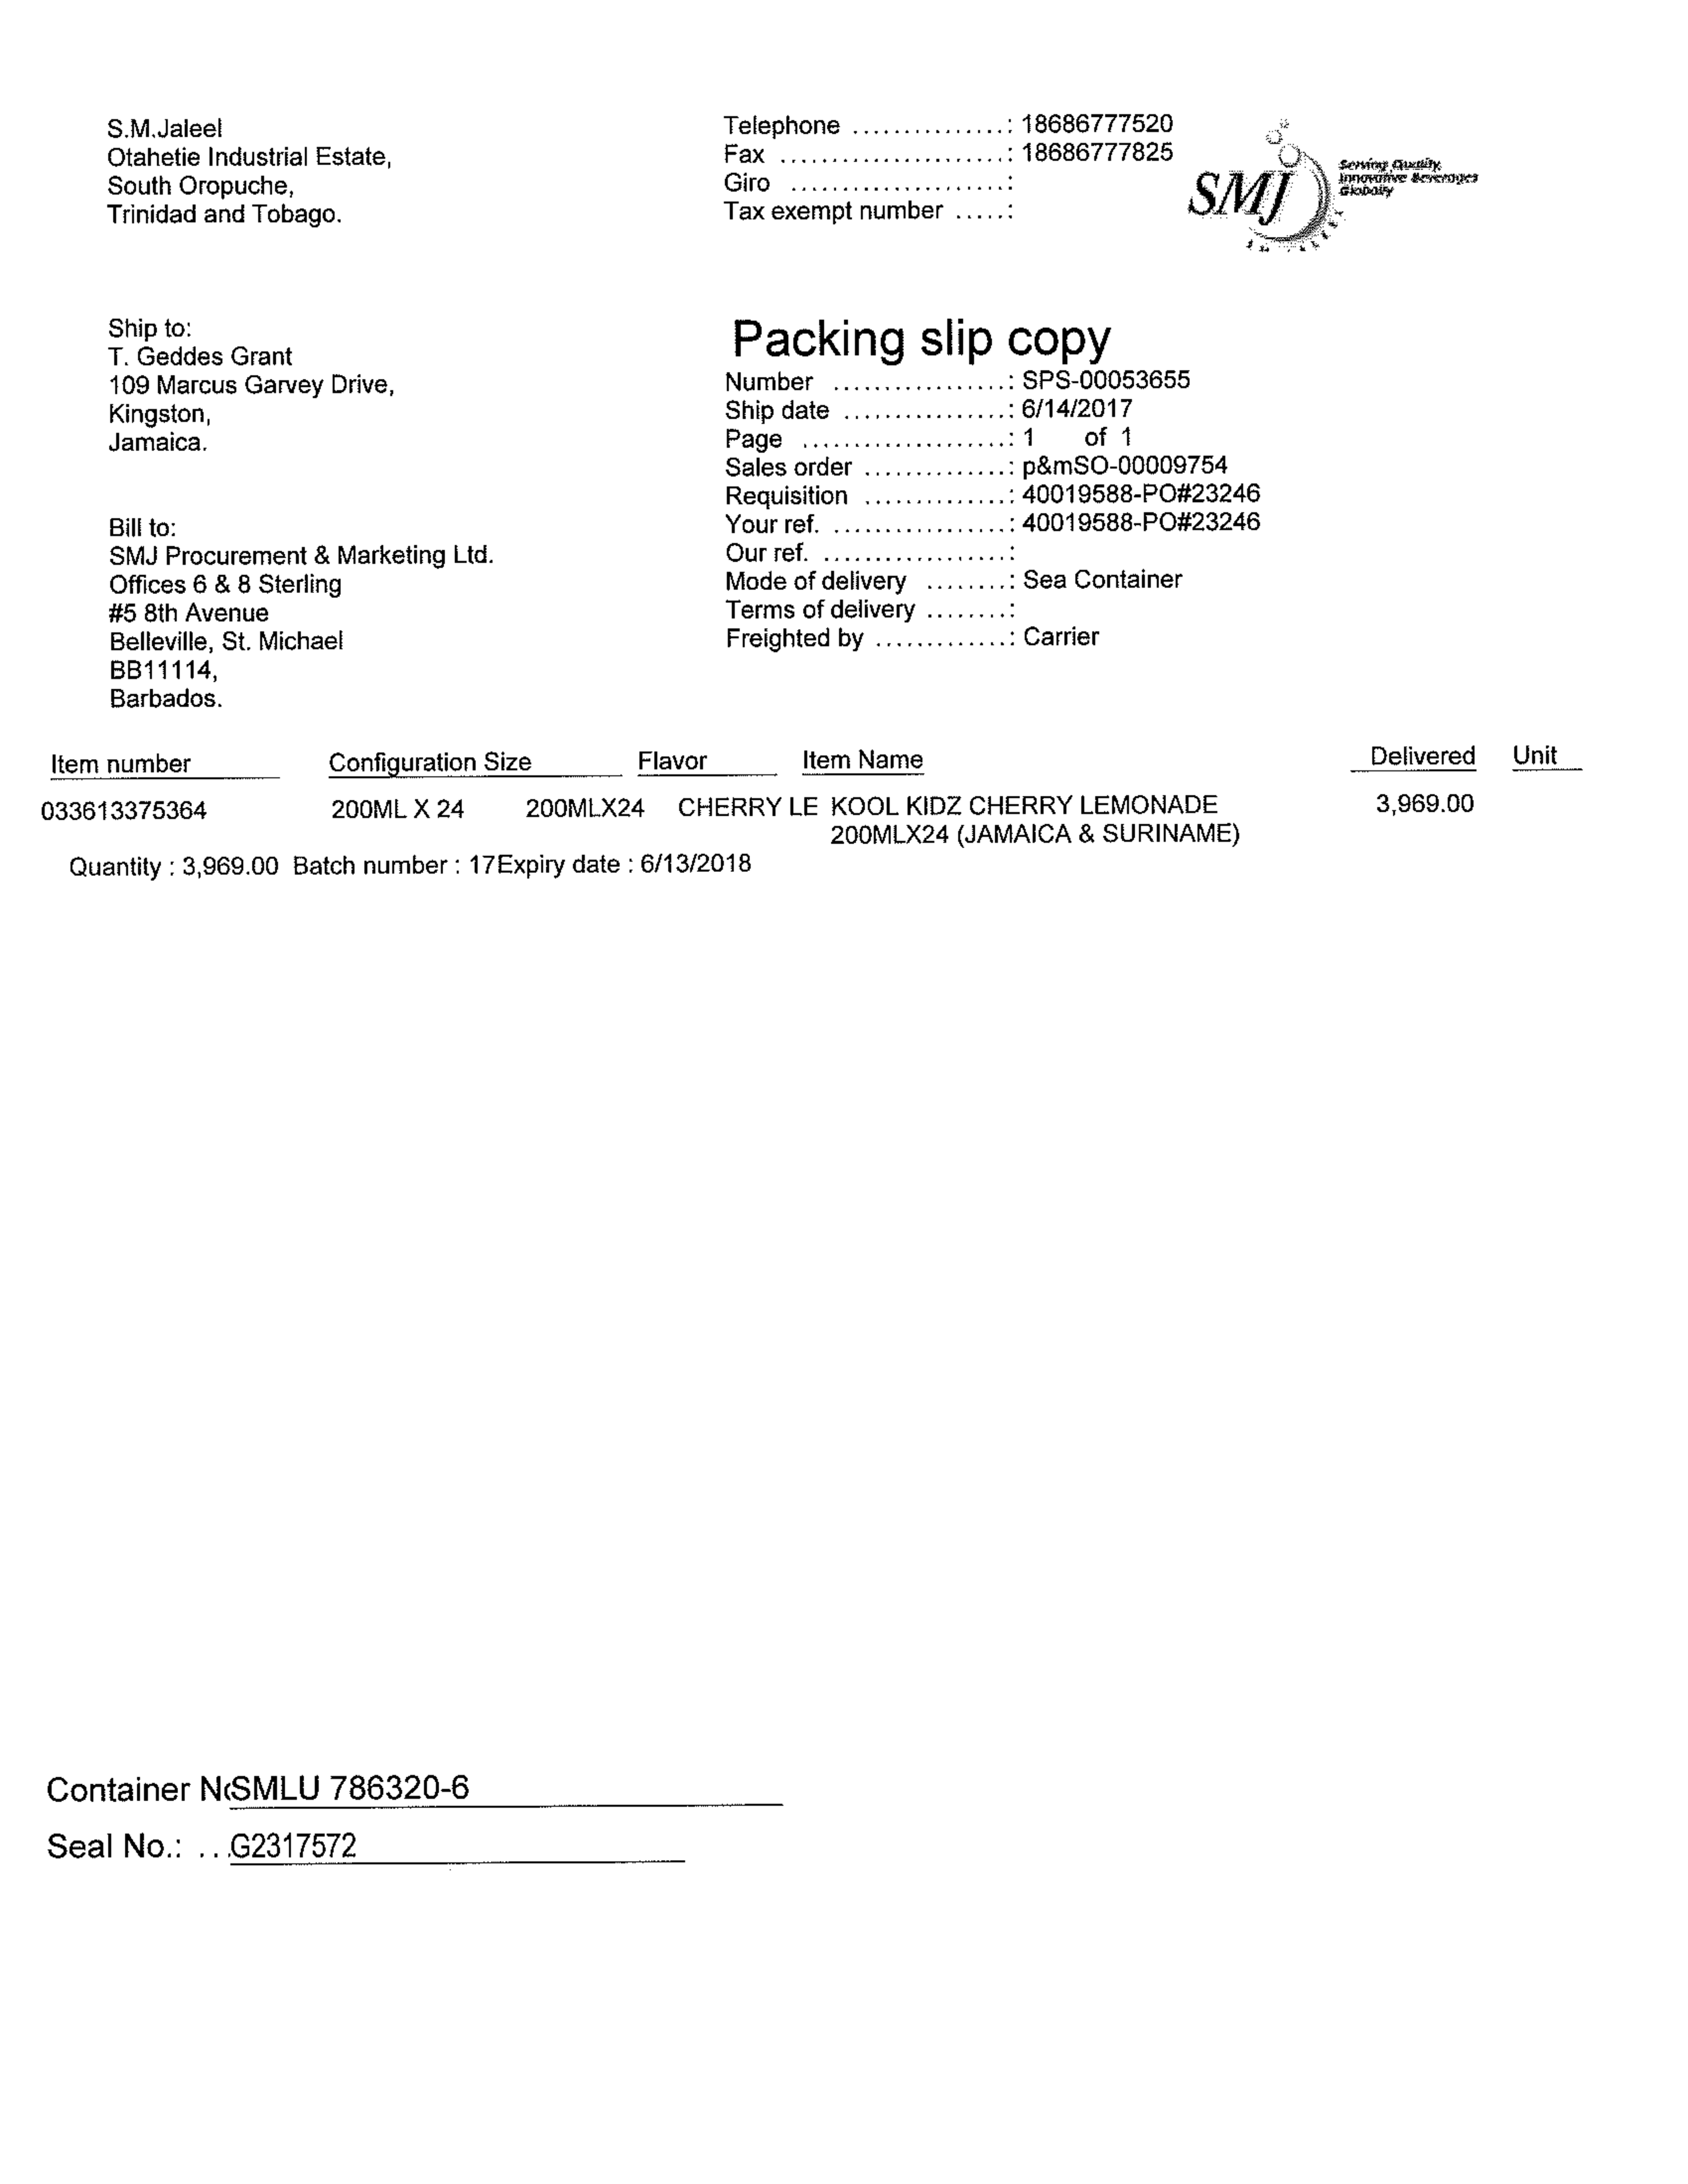 S.M.Jaleel
Otahetie Industrial Estate,
South Oropuche,
Trinidad and Tobago.
Telephone ...............: 18686777520
Fax ......................: 18686777825
Giro .....................:
Tax exempt number .....:
SMJ
Serving Quality,
Innovative Beverages
Globally
Ship to:
T. Geddes Grant
109 Marcus Garvey Drive,
Kingston,
Jamaica.
Bill to:
SMJ Procurement & Marketing Ltd.
Offices 6 & 8 Sterling
#5 8th Avenue
Belleville, St. Michael
BB11114,
Barbados.
Packing slip copy
Number .................: SPS-00053655
Ship date ................: 6/14/2017
Page ....................: 1 of 1
Sales order ..............: p&mSO-00009754
Requisition ..............: 40019588-PO#23246
Your ref. .................: 40019588-PO#23246
Our ref. ..................:
Mode of delivery ........: Sea Container
Terms of delivery ........:
Freighted by .............: Carrier
Item number Configuration Size Flavor Item Name Delivered Unit
033613375364 200ML X 24 200MLX24 CHERRY LE KOOL KIDZ CHERRY LEMONADE 3,969.00
200MLX24 (JAMAICA & SURINAME)
Quantity : 3,969.00 Batch number : 17Expiry date : 6/13/2018
Container No SMLU 786320-6
Seal No.: ...G2317572